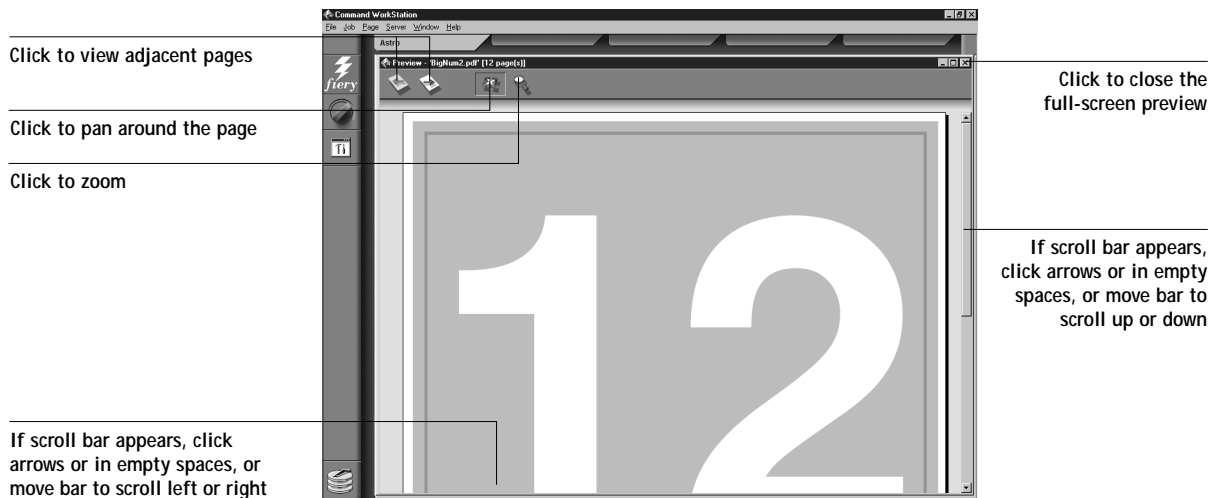 Command WorkStation
File Job Page Server Window Help
Astro
Preview - 'BigNum2.pdf' [12 page(s)]
fiery
12
Click to view adjacent pages
Click to pan around the page
Click to zoom
If scroll bar appears, click
arrows or in empty spaces, or
move bar to scroll left or right
Click to close the
full-screen preview
If scroll bar appears,
click arrows or in empty
spaces, or move bar to
scroll up or down